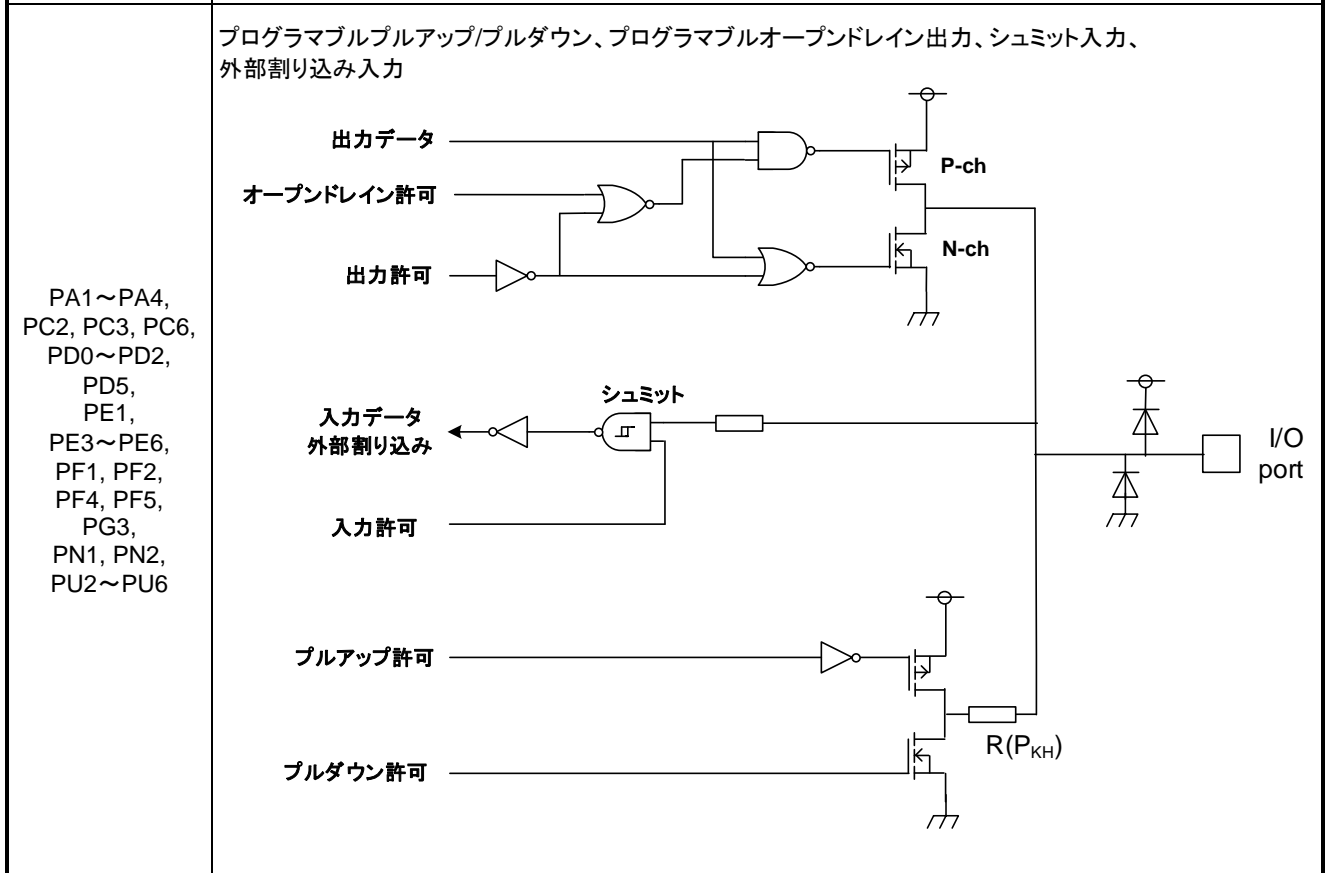 プログラマブルプルアップ/プルダウン、プログラマブルオープンドレイン出力、シュミット入力、
外部割り込み入力
出力データ
オープンドレイン許可
出力許可
P-ch
N-ch
PA1～PA4,
PC2, PC3, PC6,
PD0～PD2,
PD5,
PE1,
PE3～PE6,
PF1, PF2,
PF4, PF5,
PG3,
PN1, PN2,
PU2～PU6
シュミット
入力データ
外部割り込み
入力許可
I/O
port
プルアップ許可
プルダウン許可
R(PKH)